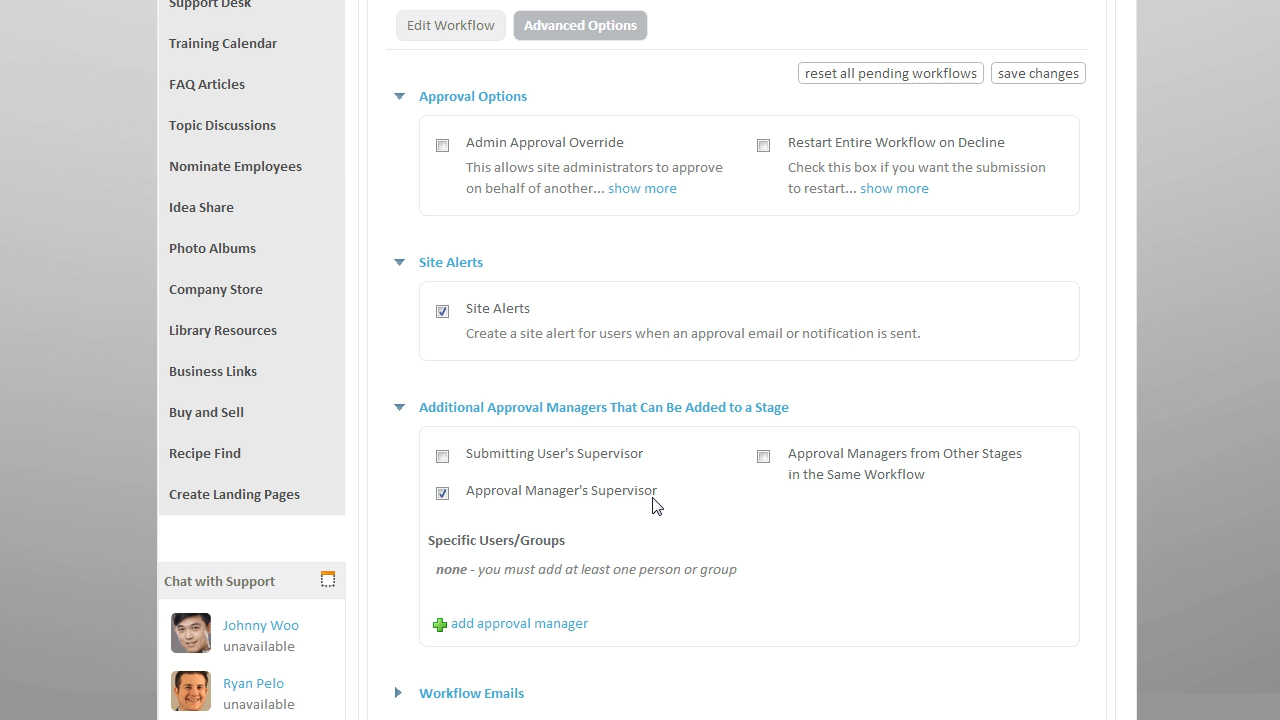 Support Desk
Training Calendar
FAQ Articles
Topic Discussions
Nominate Employees
Idea Share
Photo Albums
Company Store
Library Resources
Business Links
Buy and Sell
Recipe Find
Create Landing Pages
Chat with Support
Johnny Woo
unavailable
Ryan Pelo
unavailable
Edit Workflow
Advanced Options
reset all pending workflows
save changes
Approval Options
Admin Approval Override
This allows site administrators to approve
on behalf of another... show more
Restart Entire Workflow on Decline
Check this box if you want the submission
to restart... show more
Site Alerts
Site Alerts
Create a site alert for users when an approval email or notification is sent.
Additional Approval Managers That Can Be Added to a Stage
Submitting User's Supervisor
Approval Manager's Supervisor
Approval Managers from Other Stages
in the Same Workflow
Specific Users/Groups
none - you must add at least one person or group
add approval manager
Workflow Emails